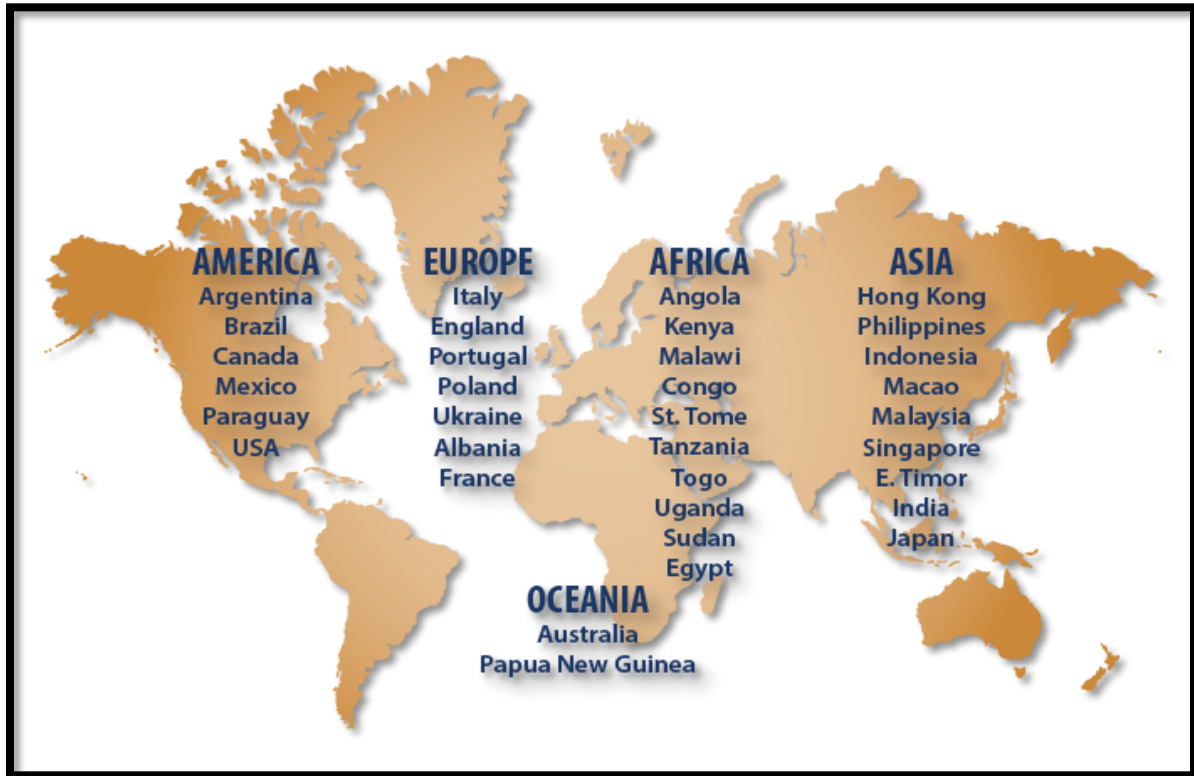 AMERICA
Argentina
Brazil
Canada
Mexico
Paraguay
USA
EUROPE
Italy
England
Portugal
Poland
Ukraine
Albania
France
AFRICA
Angola
Kenya
Malawi
Congo
St. Tome
Tanzania
Togo
Uganda
Sudan
Egypt
ASIA
Hong Kong
Philippines
Indonesia
Macao
Malaysia
Singapore
E. Timor
India
Japan
OCEANIA
Australia
Papua New Guinea